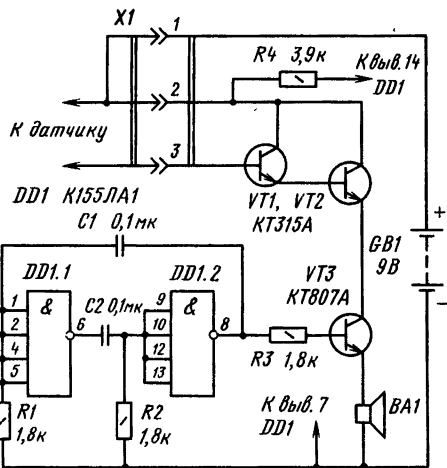 X1
1
R4 3,9к
К выв.14
DD1
2
К датчику
3
DD1 К155ЛА1
VT1, VT2
КТ315А
C1 0,1мк
+
GB1
9В
−
DD1.1
DD1.2
VT3
КТ807А
1
2
4
5
&
6
C2 0,1мк
9
10
12
13
&
8
R3 1,8к
R1
1,8к
R2
1,8к
К выв.7
DD1
BA1